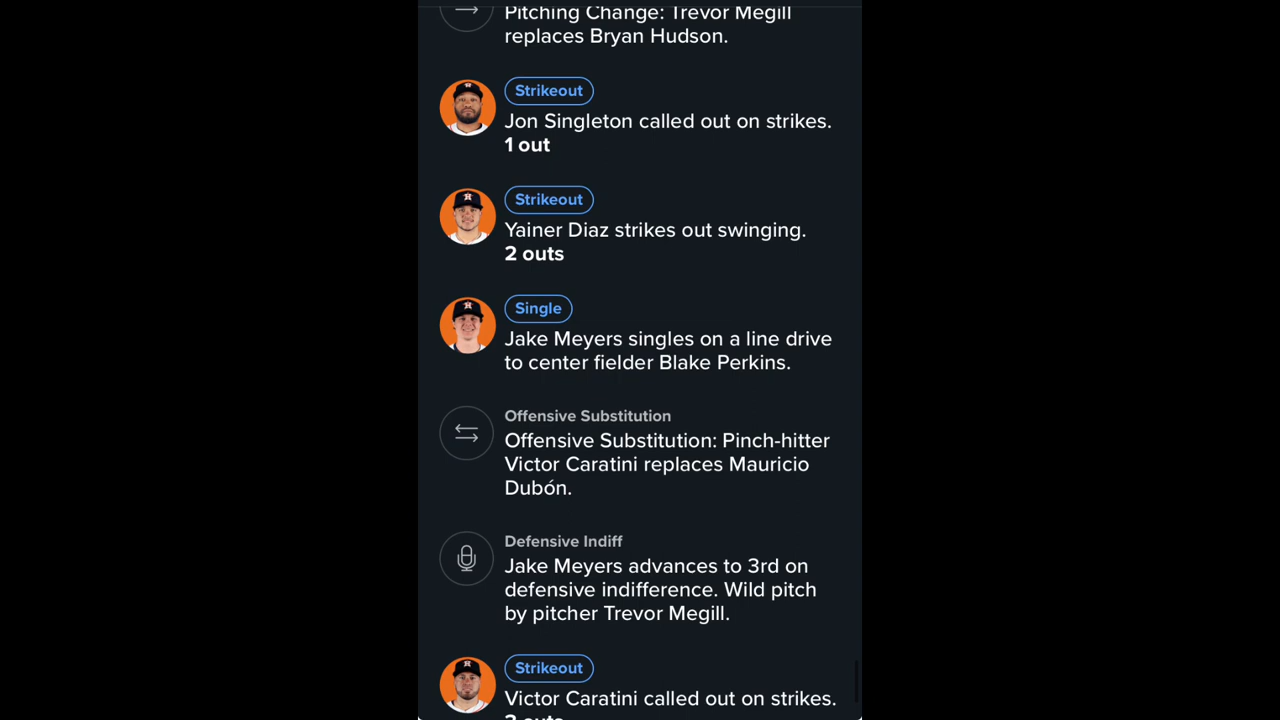 Pitching Change: Trevor Megill
replaces Bryan Hudson.
Strikeout
Jon Singleton called out on strikes.
1 out
Strikeout
Yainer Diaz strikes out swinging.
2 outs
Single
Jake Meyers singles on a line drive
to center fielder Blake Perkins.
Offensive Substitution
Offensive Substitution: Pinch-hitter
Victor Caratini replaces Mauricio
Dubón.
Defensive Indiff
Jake Meyers advances to 3rd on
defensive indifference. Wild pitch
by pitcher Trevor Megill.
Strikeout
Victor Caratini called out on strikes.
3 outs